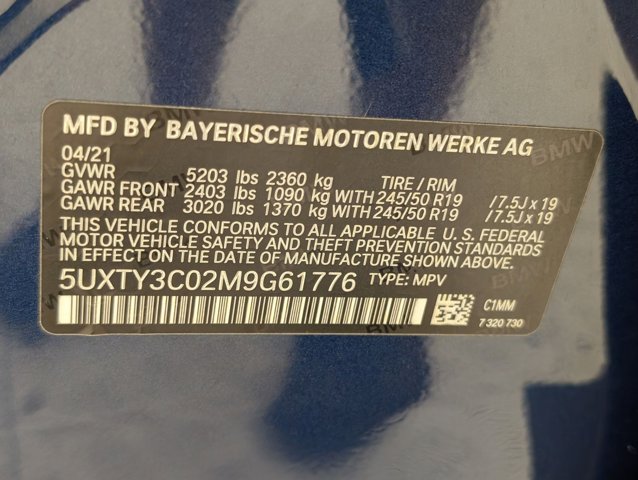 MFD BY BAYERISCHE MOTOREN WERKE AG
04/21
GVWR 5203 lbs 2360 kg TIRE / RIM
GAWR FRONT 2403 lbs 1090 kg WITH 245/50 R19 / 7.5J x 19
GAWR REAR 3020 lbs 1370 kg WITH 245/50 R19 / 7.5J x 19
THIS VEHICLE CONFORMS TO ALL APPLICABLE U. S. FEDERAL
MOTOR VEHICLE SAFETY AND THEFT PREVENTION STANDARDS
IN EFFECT ON THE DATE OF MANUFACTURE SHOWN ABOVE.
5UXTY3C02M9G61776 TYPE: MPV
C1MM
7 320 730
BMW